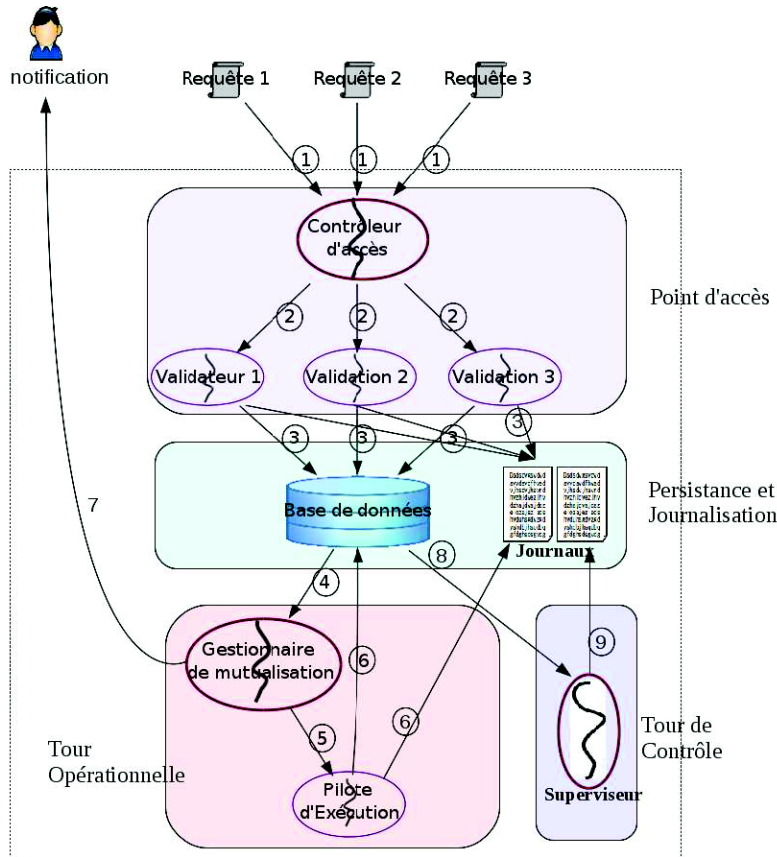 notification
Requête 1
Requête 2
Requête 3
1
1
1
Contrôleur
d'accès
Point d'accès
2
2
2
Validateur 1
Validation 2
Validation 3
3
3
3
3
Base de données
Journaux
Persistance et
Journalisation
7
4
8
Gestionnaire
de mutualisation
6
9
5
6
Tour
Opérationnelle
Pilote
d'Exécution
Superviseur
Tour de
Contrôle